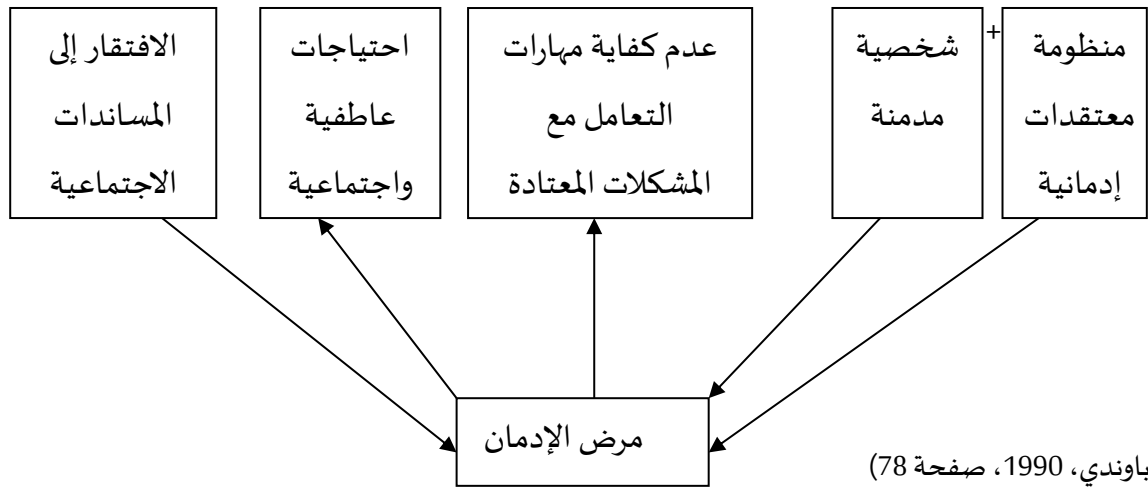 منظومة
معتقدات
إدمانية
+
شخصية
مدمنة
عدم كفاية مهارات
التعامل مع
المشكلات المعتادة
احتياجات
عاطفية
واجتماعية
الافتقار إلى
المساندات
الاجتماعية
مرض الإدمان
باوندي، 1990، صفحة 78)